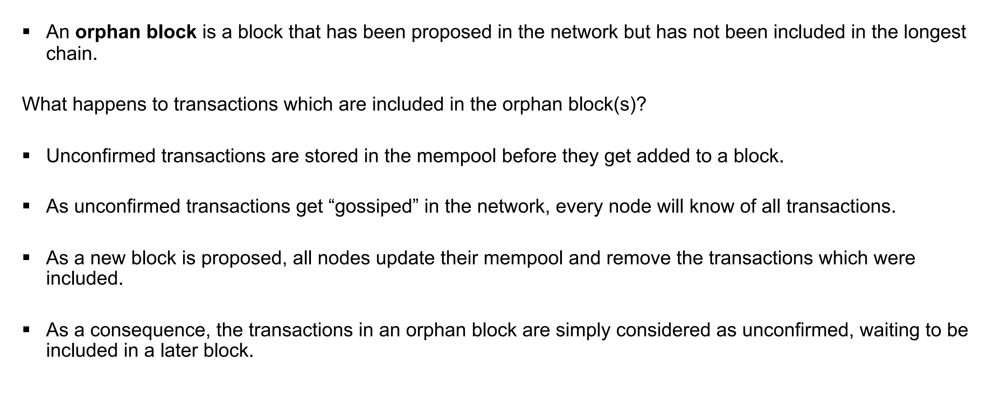 ▪ An orphan block is a block that has been proposed in the network but has not been included in the longest
chain.
What happens to transactions which are included in the orphan block(s)?
▪ Unconfirmed transactions are stored in the mempool before they get added to a block.
▪ As unconfirmed transactions get “gossiped” in the network, every node will know of all transactions.
▪ As a new block is proposed, all nodes update their mempool and remove the transactions which were
included.
▪ As a consequence, the transactions in an orphan block are simply considered as unconfirmed, waiting to be
included in a later block.